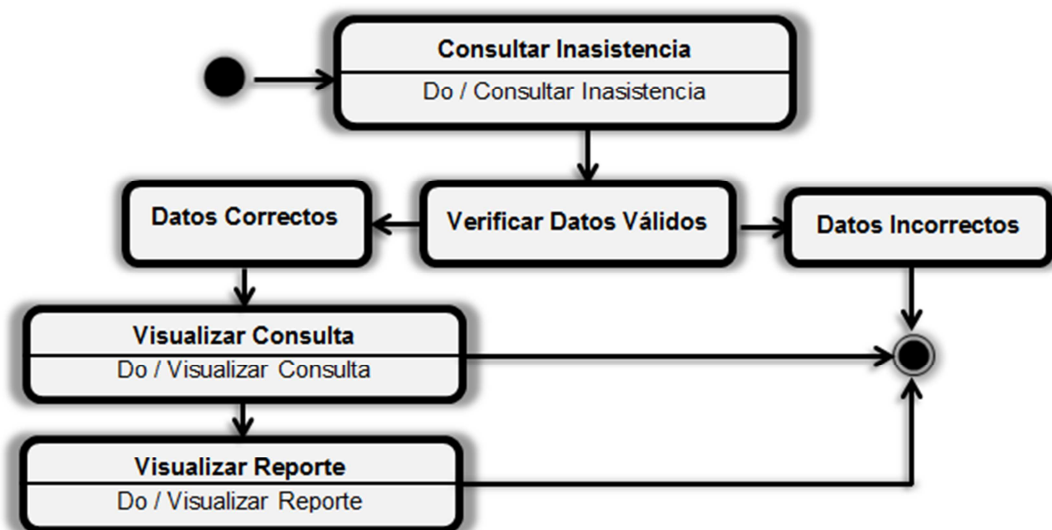 Consultar Inasistencia
Do / Consultar Inasistencia
Datos Correctos
Verificar Datos Válidos
Datos Incorrectos
Visualizar Consulta
Do / Visualizar Consulta
Visualizar Reporte
Do / Visualizar Reporte